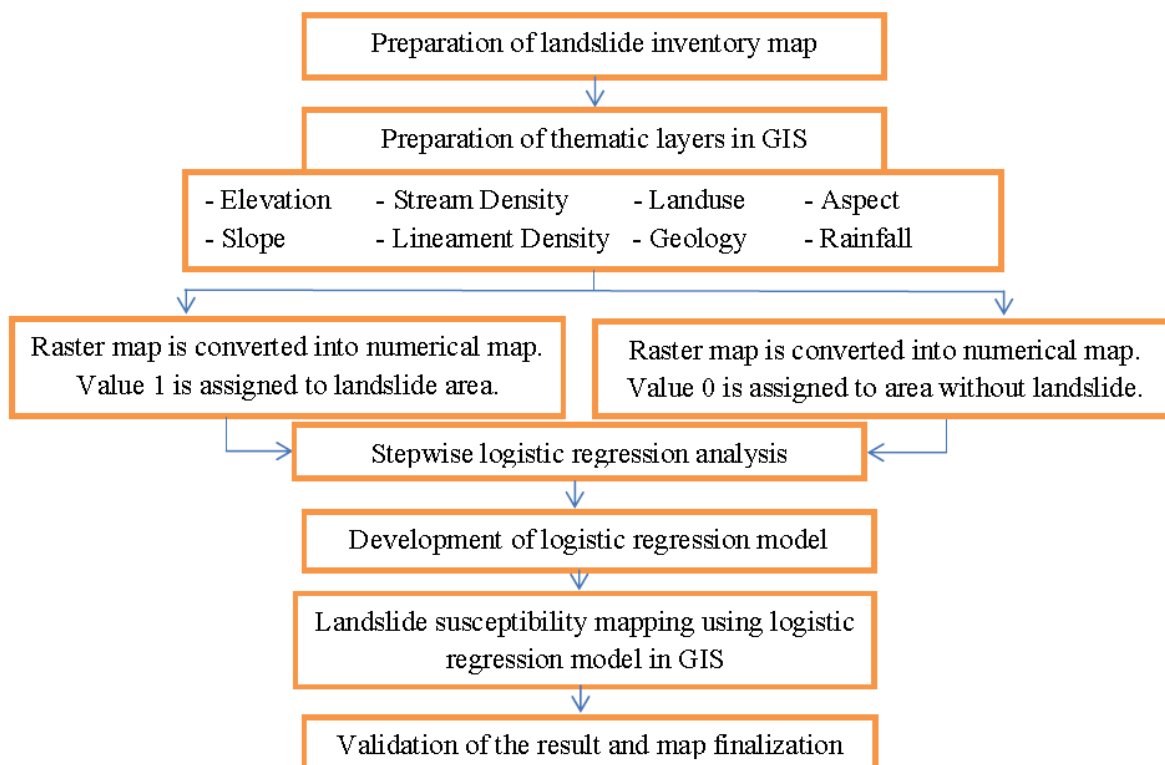 Preparation of landslide inventory map
Preparation of thematic layers in GIS
- Elevation - Stream Density - Landuse - Aspect
- Slope - Lineament Density - Geology - Rainfall
Raster map is converted into numerical map.
Value 1 is assigned to landslide area.
Raster map is converted into numerical map.
Value 0 is assigned to area without landslide.
Stepwise logistic regression analysis
Development of logistic regression model
Landslide susceptibility mapping using logistic
regression model in GIS
Validation of the result and map finalization